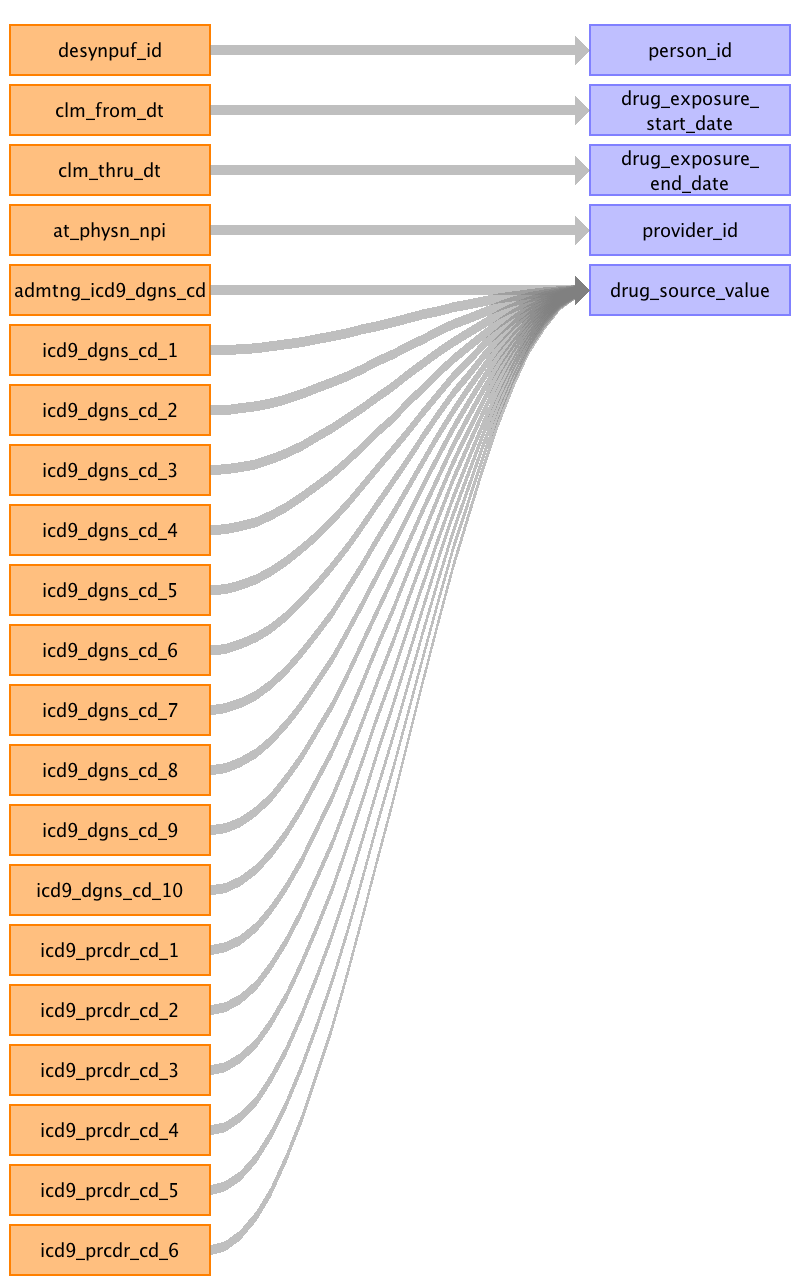 desynpuf_id
person_id
clm_from_dt
drug_exposure_
start_date
clm_thru_dt
drug_exposure_
end_date
at_physn_npi
provider_id
admtng_icd9_dgns_cd
drug_source_value
icd9_dgns_cd_1
icd9_dgns_cd_2
icd9_dgns_cd_3
icd9_dgns_cd_4
icd9_dgns_cd_5
icd9_dgns_cd_6
icd9_dgns_cd_7
icd9_dgns_cd_8
icd9_dgns_cd_9
icd9_dgns_cd_10
icd9_prcdr_cd_1
icd9_prcdr_cd_2
icd9_prcdr_cd_3
icd9_prcdr_cd_4
icd9_prcdr_cd_5
icd9_prcdr_cd_6